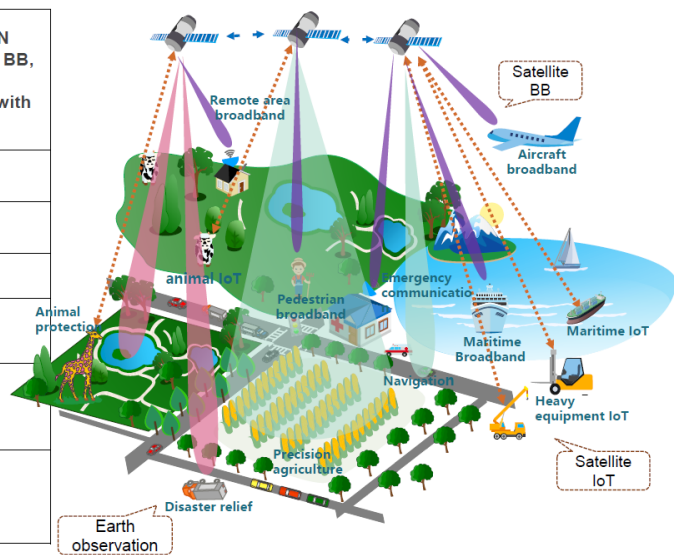 N
BB,
with
Satellite
BB
Remote area
broadband
Aircraft
broadband
animal IoT
Emergency
communicatio
Pedestrian
broadband
Animal
protection
Maritime IoT
Maritime
Broadband
Navigation
Heavy
equipment IoT
Precision
agriculture
Satellite
IoT
Disaster relief
Earth
observation